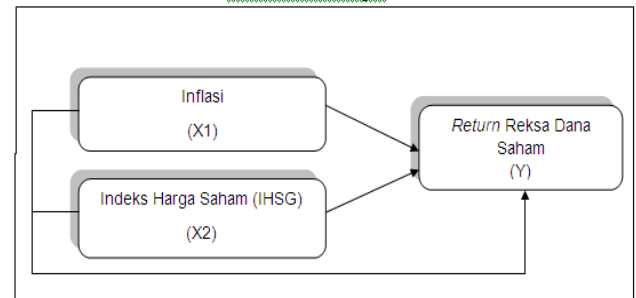 Inflasi
(X1)
Indeks Harga Saham (IHSG)
(X2)
Return Reksa Dana
Saham
(Y)